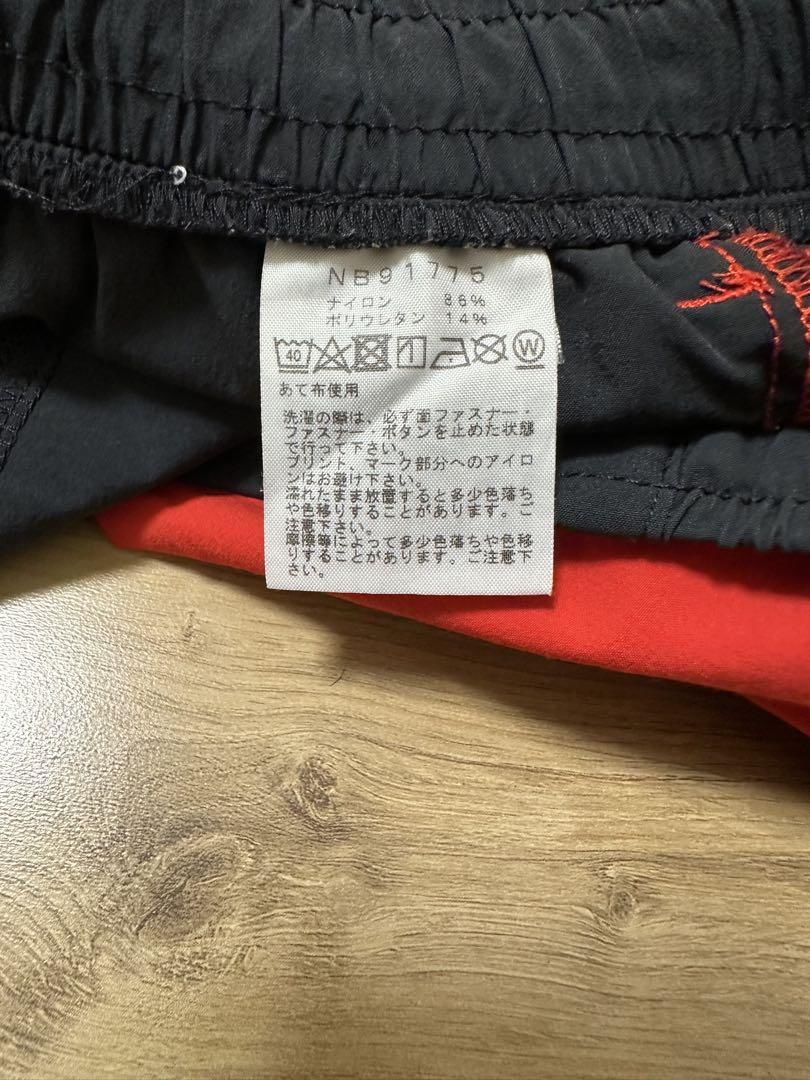 NB91775
ナイロン 86%
ポリウレタン 14%
40 W
あて布使用
洗濯の際は、必ず面ファスナー・
ファスナー、ボタンを止めた状態
で行って下さい。
プリント、マーク部分へのアイロ
ンはお避け下さい。
濡れたまま放置すると多少色落ち
や色移りすることがあります。ご
注意下さい。
摩擦等によって多少色落ちや色移
りすることがあります。ご注意下
さい。